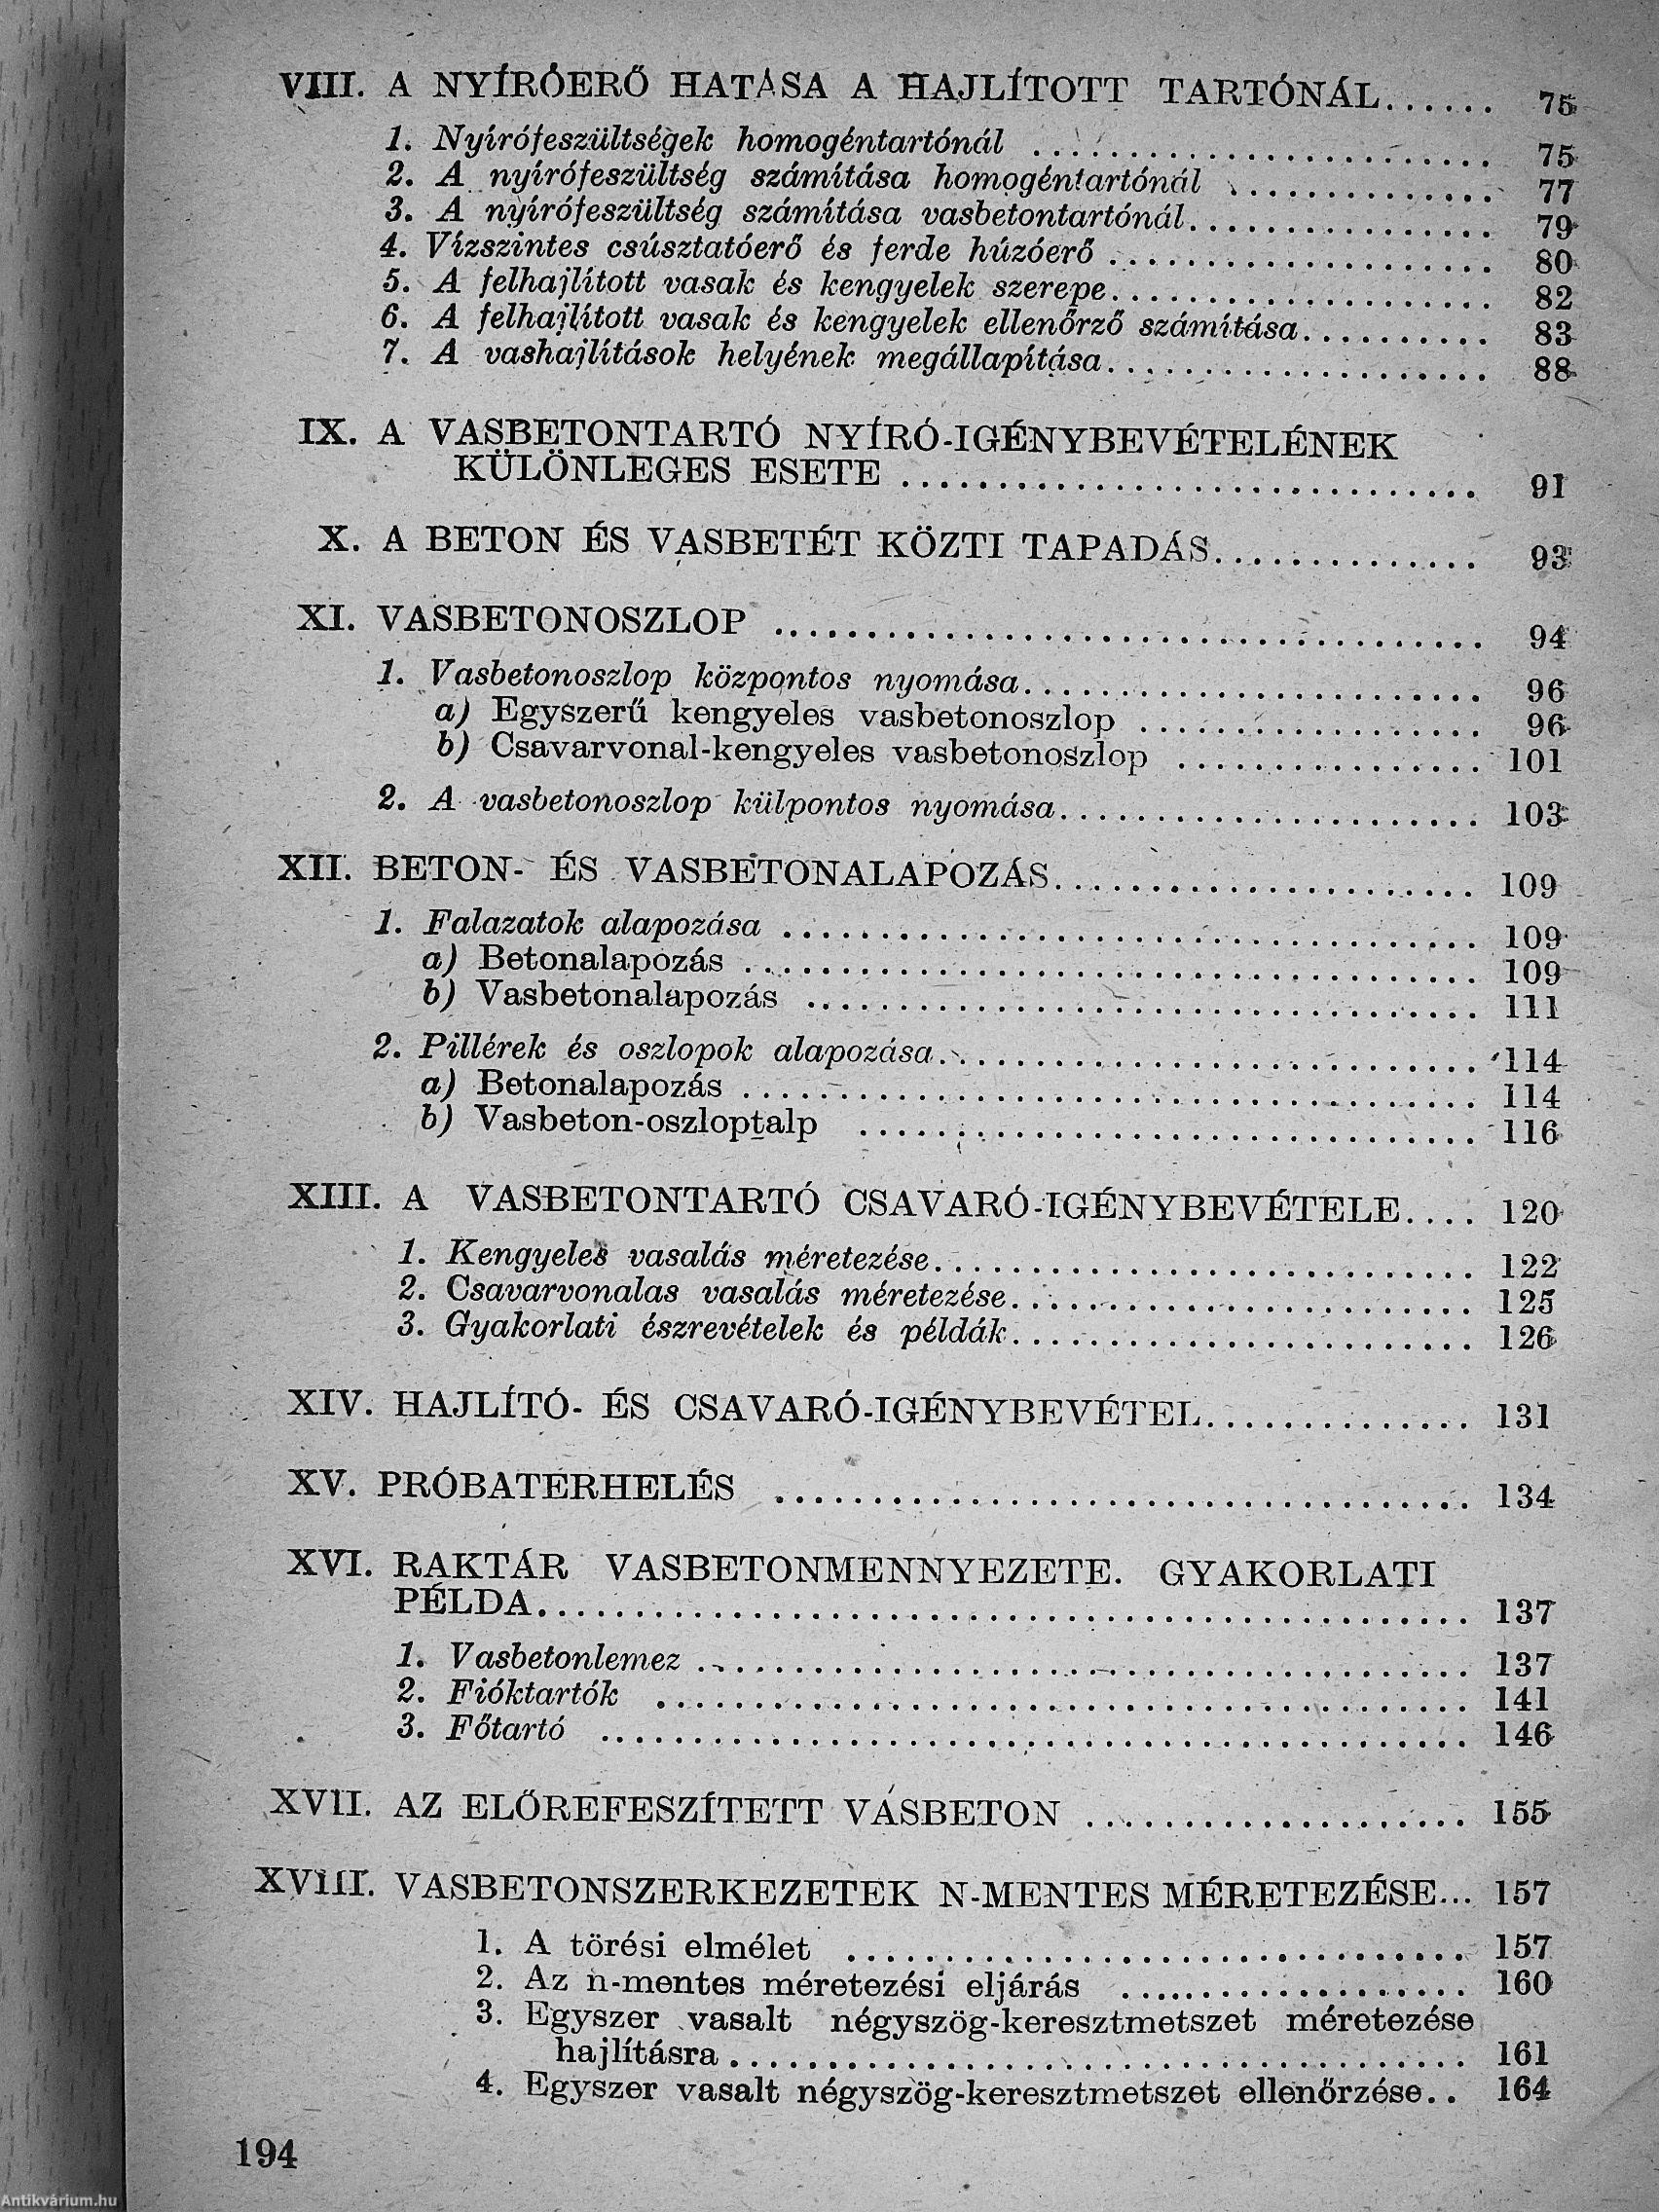 VIII. A NYÍRÓERŐ HATÁSA A HAJLÍTOTT TARTÓNÁL...... 75
1. Nyírófeszültségek homogéntartónál ........................ 75
2. A nyírófeszültség számítása homogéntartónál .............. 77
3. A nyírófeszültség számítása vasbetontartónál................ 79
4. Vízszintes csúsztatóerő és ferde húzóerő .................... 80
5. A felhajlított vasak és kengyelek szerepe.................... 82
6. A felhajlított vasak és kengyelek ellenőrző számítása.......... 83
7. A vashajlítások helyének megállapítása.................... 88
IX. A VASBETONTARTÓ NYÍRÓ-IGÉNYBEVÉTELÉNEK
KÜLÖNLEGES ESETE .............................. 91
X. A BETON ÉS VASBETÉT KÖZTI TAPADÁS.............. 93
XI. VASBETONOSZLOP .................................... 94
1. Vasbetonoszlop központos nyomása........................ 96
a) Egyszerű kengyeles vasbetonoszlop .................. 96
b) Csavarvonal-kengyeles vasbetonoszlop ................ 101
2. A vasbetonoszlop külpontos nyomása...................... 103
XII. BETON- ÉS VASBETONALAPOZÁS...................... 109
1. Falazatok alapozása .................................... 109
a) Betonalapozás ...................................... 109
b) Vasbetonalapozás .................................. 111
2. Pillérek és oszlopok alapozása............................ 114
a) Betonalapozás ...................................... 114
b) Vasbeton-oszloptalp ................................ 116
XIII. A VASBETONTARTÓ CSAVARÓ-IGÉNYBEVÉTELE.... 120
1. Kengyeles vasalás méretezése............................ 122
2. Csavarvonalas vasalás méretezése........................ 125
3. Gyakorlati észrevételek és példák........................ 126
XIV. HAJLÍTÓ- ÉS CSAVARÓ-IGÉNYBEVÉTEL.............. 131
XV. PRÓBATERHELÉS .................................... 134
XVI. RAKTÁR VASBETONMENNYEZETE. GYAKORLATI
PÉLDA................................................ 137
1. Vasbetonlemez ........................................ 137
2. Fióktartók .......................................... 141
3. Főtartó ............................................ 146
XVII. AZ ELŐREFESZÍTETT VASBETON .................... 155
XVIII. VASBETONSZERKEZETEK N-MENTES MÉRETEZÉSE... 157
1. A törési elmélet ................................ 157
2. Az n-mentes méretezési eljárás .................. 160
3. Egyszer vasalt négyszög-keresztmetszet méretezése
hajlításra...................................... 161
4. Egyszer vasalt négyszög-keresztmetszet ellenőrzése.. 164
194
Antikvárium.hu